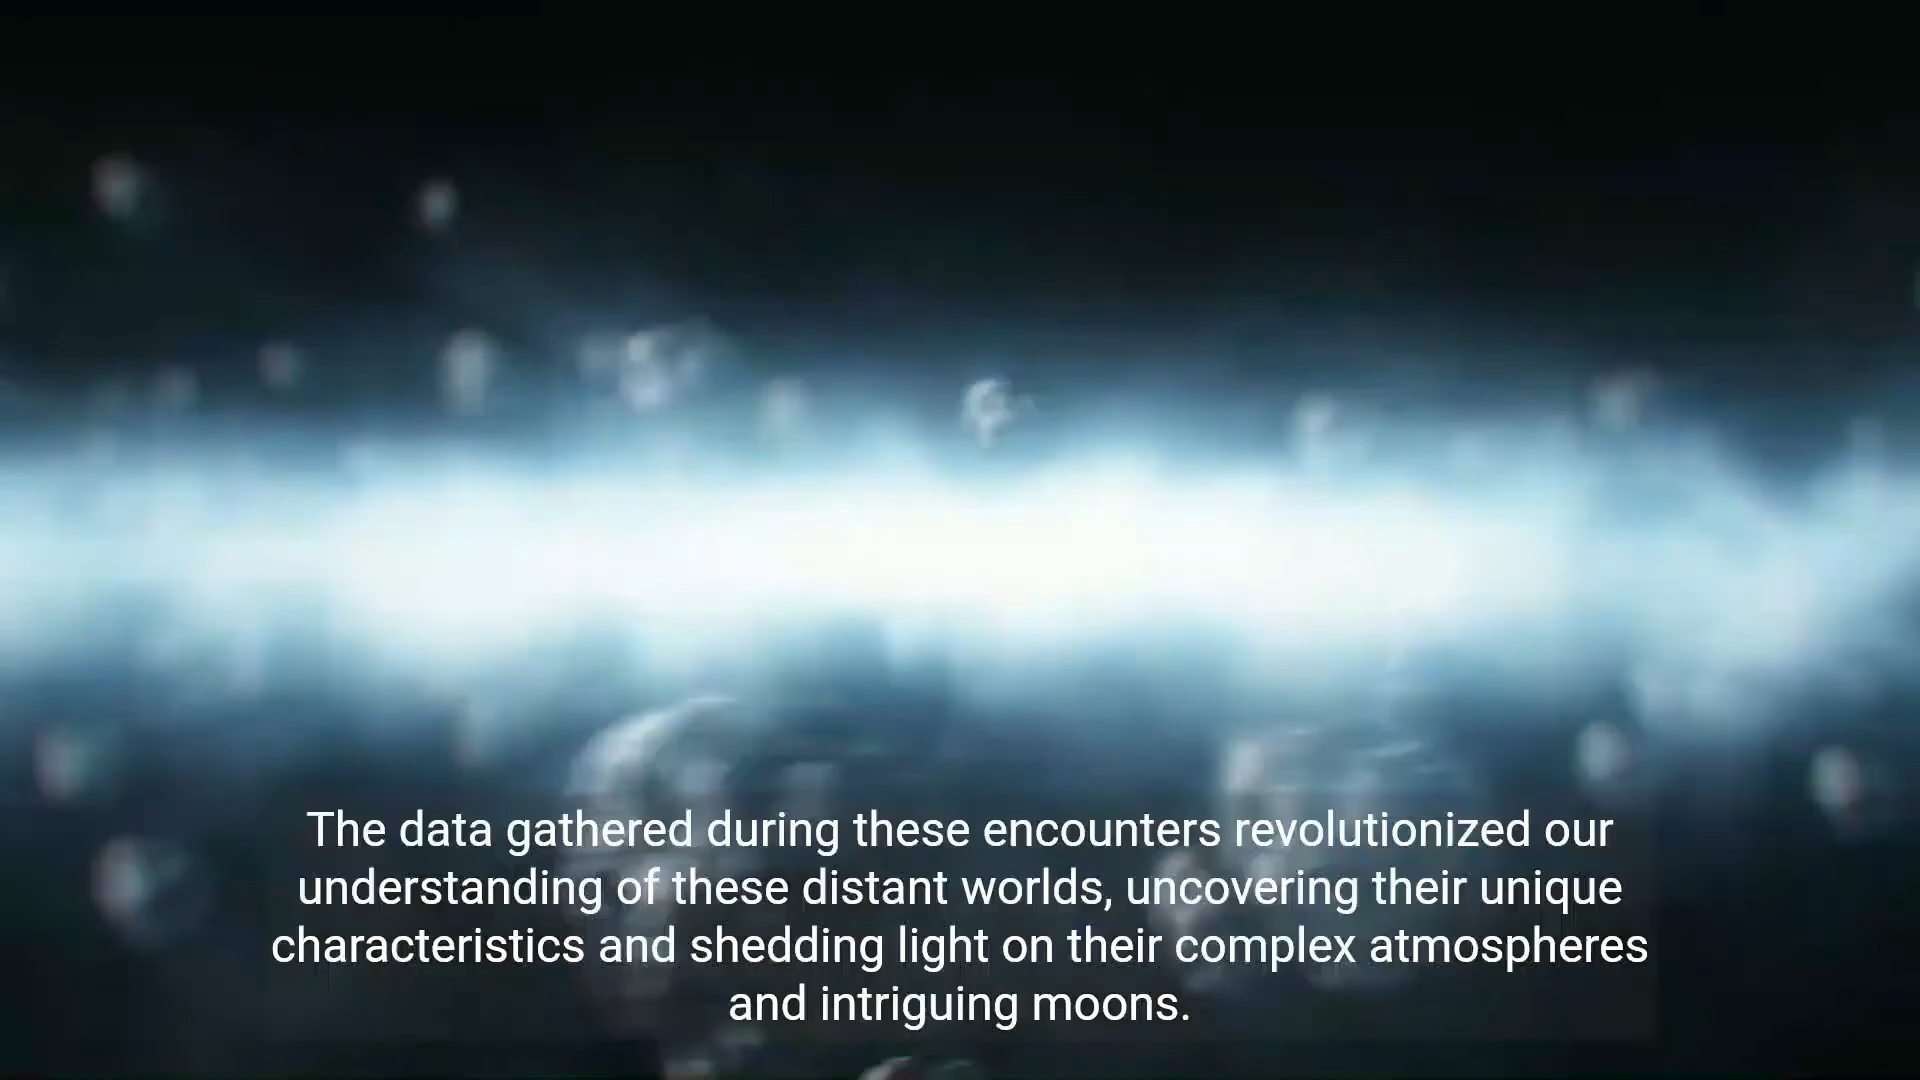 The data gathered during these encounters revolutionized our
understanding of these distant worlds, uncovering their unique
characteristics and shedding light on their complex atmospheres
and intriguing moons.